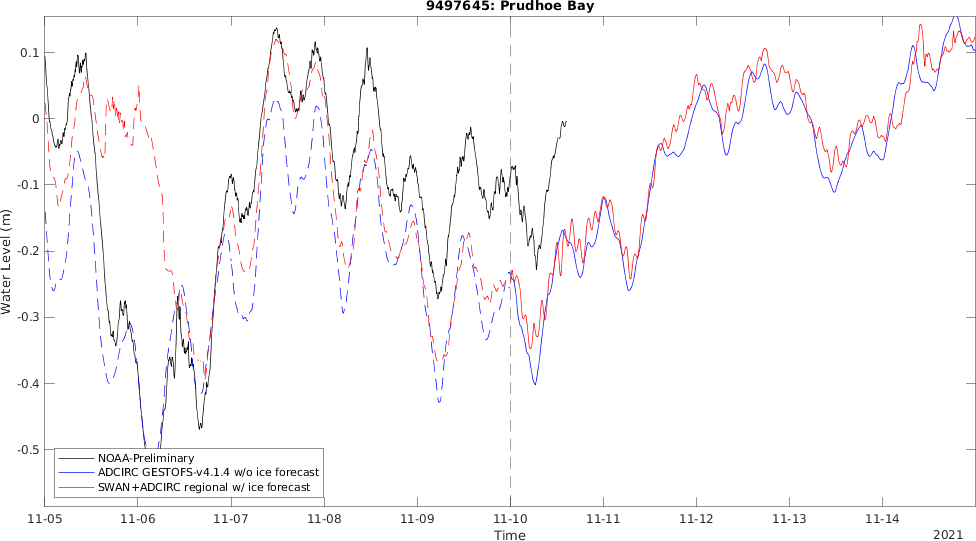 9497645: Prudhoe Bay
0.1
0
-0.1
-0.2
-0.3
-0.4
-0.5
Water Level (m)
NOAA-Preliminary
ADCIRC GESTOFS-v4.1.4 w/o ice forecast
SWAN+ADCIRC regional w/ ice forecast
11-05 11-06 11-07 11-08 11-09 11-10 11-11 11-12 11-13 11-14
Time
2021